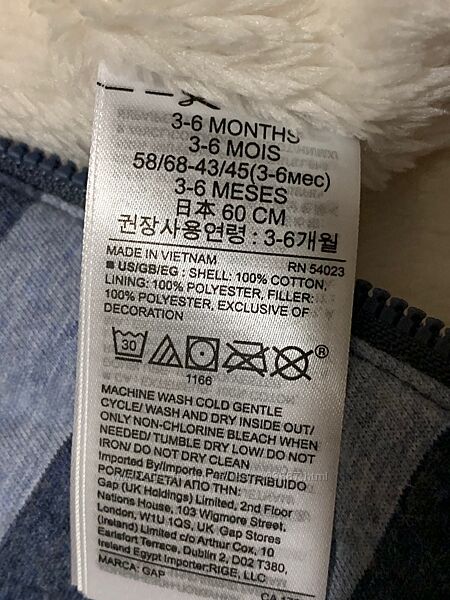 3-6 MONTHS
3-6 MOIS
58/68-43/45(3-6мес)
3-6 MESES
日本 60 CM
권장사용연령 : 3-6개월
MADE IN VIETNAM RN 54023
■ US/GB/EG : SHELL: 100% COTTON,
LINING: 100% POLYESTER, FILLER:
100% POLYESTER, EXCLUSIVE OF
DECORATION
30
®
1166
MACHINE WASH COLD GENTLE
CYCLE/ WASH AND DRY INSIDE OUT/
ONLY NON-CHLORINE BLEACH WHEN
NEEDED/ TUMBLE DRY LOW/ DO NOT
IRON/ DO NOT DRY CLEAN
Imported By/Importe Par/DISTRIBUIDO
POR/ΕΙΣΑΓΕΤΑΙ ΑΠΟ ΤΗΝ:
Gap (UK Holdings) Limited, 2nd Floor
Nations House, 103 Wigmore Street,
London, W1U 1QS, UK Gap Stores
(Ireland) Limited c/o Arthur Cox, 10
Earlsfort Terrace, Dublin 2, D02 T380,
Ireland Egypt Importer:RIGE, LLC
MARCA: GAP